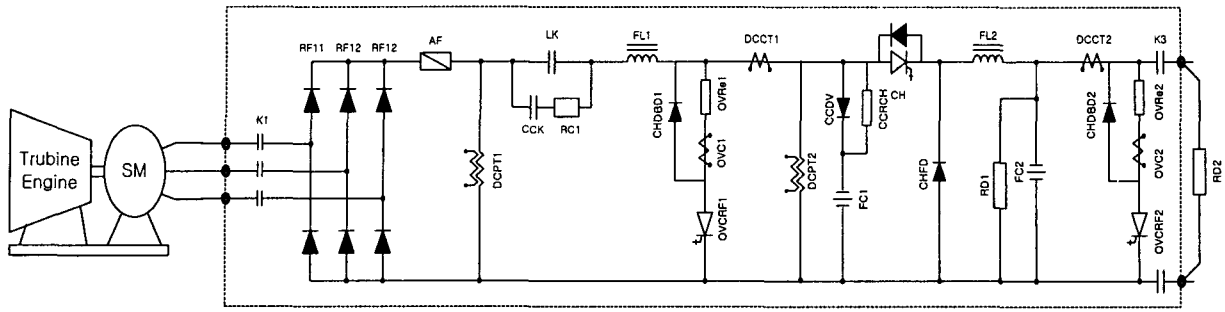 RF11 RF12 RF12
AF
LK
FL1
DCCT1
FL2
DCCT2
K3
CCK
RC1
CH
K1
Trubine
Engine
SM
DCPT1
CHDBD1
OVRe1
OVC1
OVCRF1
DCPT2
CCDV
CCRCH
FC1
CHFD
RD1
FC2
CHDBD2
OVRe2
OVC2
OVCRF2
RD2